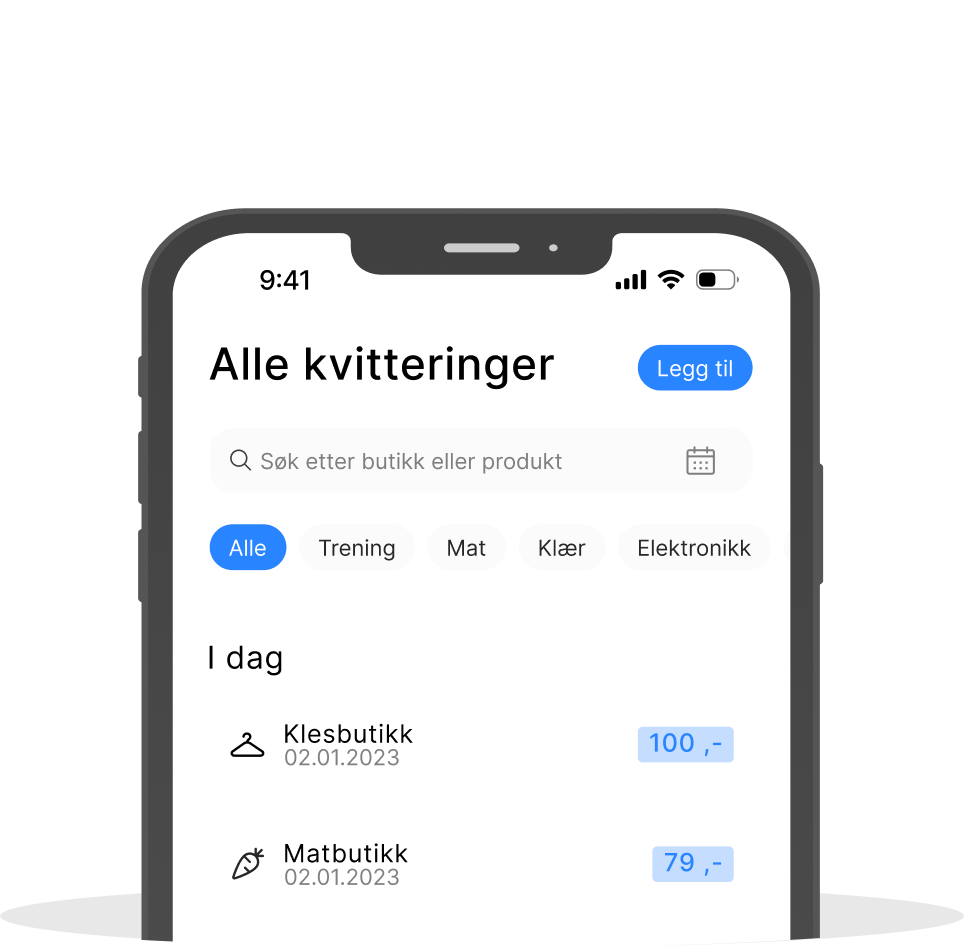 9:41
Alle kvitteringer
Legg til
Søk etter butikk eller produkt
Alle Trening Mat Klær Elektronikk
I dag
Klesbutikk
02.01.2023
100 ,-
Matbutikk
02.01.2023
79 ,-